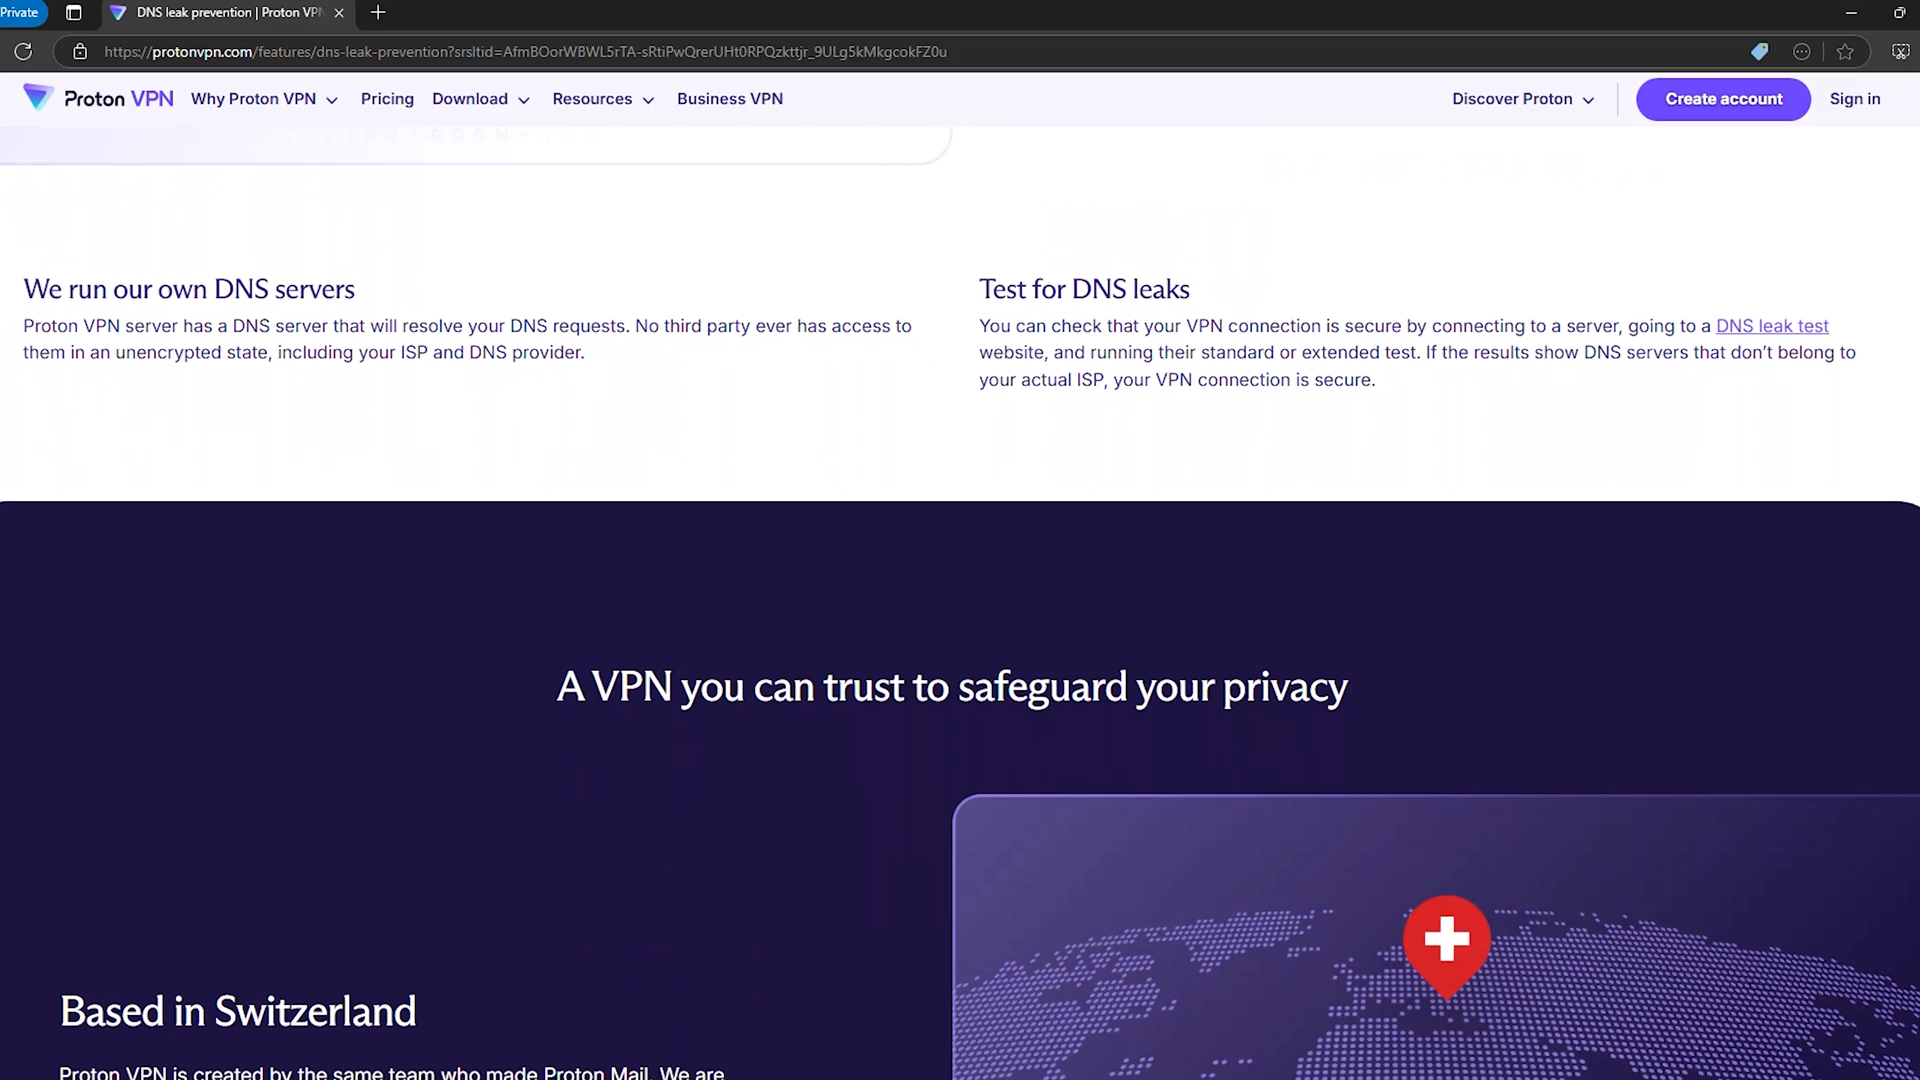 Private
DNS leak prevention | Proton VPN
https://protonvpn.com/features/dns-leak-prevention?srsltid=AfmBOorWBWL5rTA-sRtiPwQrerUHt0RPQzkttjr_9ULg5kMkgcokFZ0u
Proton VPN Why Proton VPN Pricing Download Resources Business VPN Discover Proton Create account Sign in
We run our own DNS servers
Proton VPN server has a DNS server that will resolve your DNS requests. No third party ever has access to
them in an unencrypted state, including your ISP and DNS provider.
Test for DNS leaks
You can check that your VPN connection is secure by connecting to a server, going to a DNS leak test
website, and running their standard or extended test. If the results show DNS servers that don’t belong to
your actual ISP, your VPN connection is secure.
A VPN you can trust to safeguard your privacy
Based in Switzerland
Proton VPN is created by the same team who made Proton Mail. We are